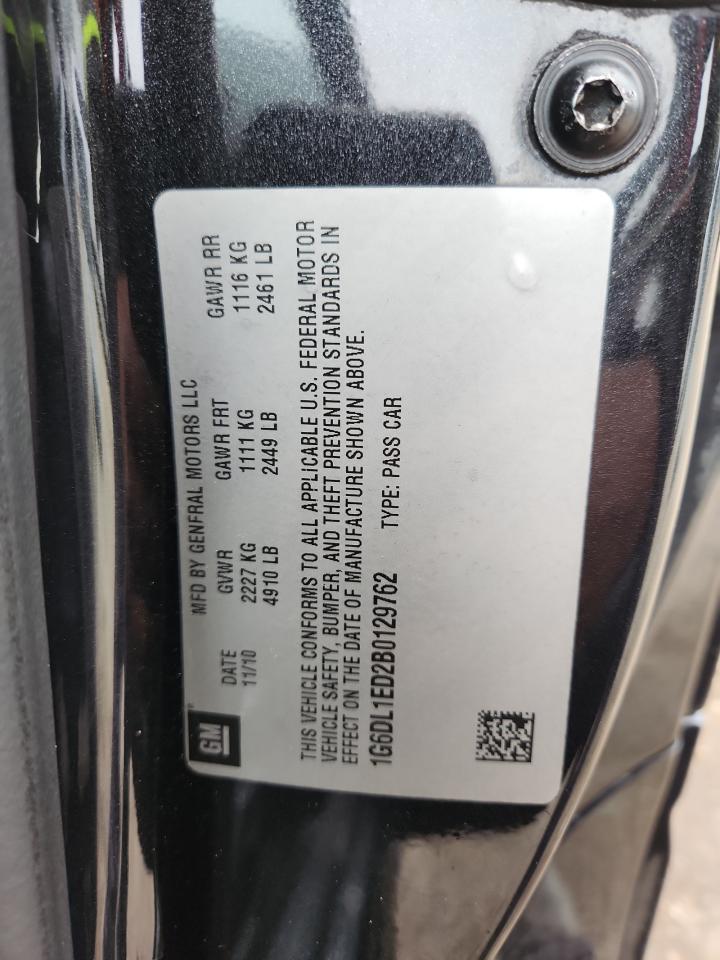 GM
MFD BY GENERAL MOTORS LLC
DATE GVWR GAWR FRT GAWR RR
11/10 2227 KG 1111 KG 1116 KG
4910 LB 2449 LB 2461 LB
THIS VEHICLE CONFORMS TO ALL APPLICABLE U.S. FEDERAL MOTOR
VEHICLE SAFETY, BUMPER, AND THEFT PREVENTION STANDARDS IN
EFFECT ON THE DATE OF MANUFACTURE SHOWN ABOVE.
1G6DL1ED2B0129762 TYPE: PASS CAR